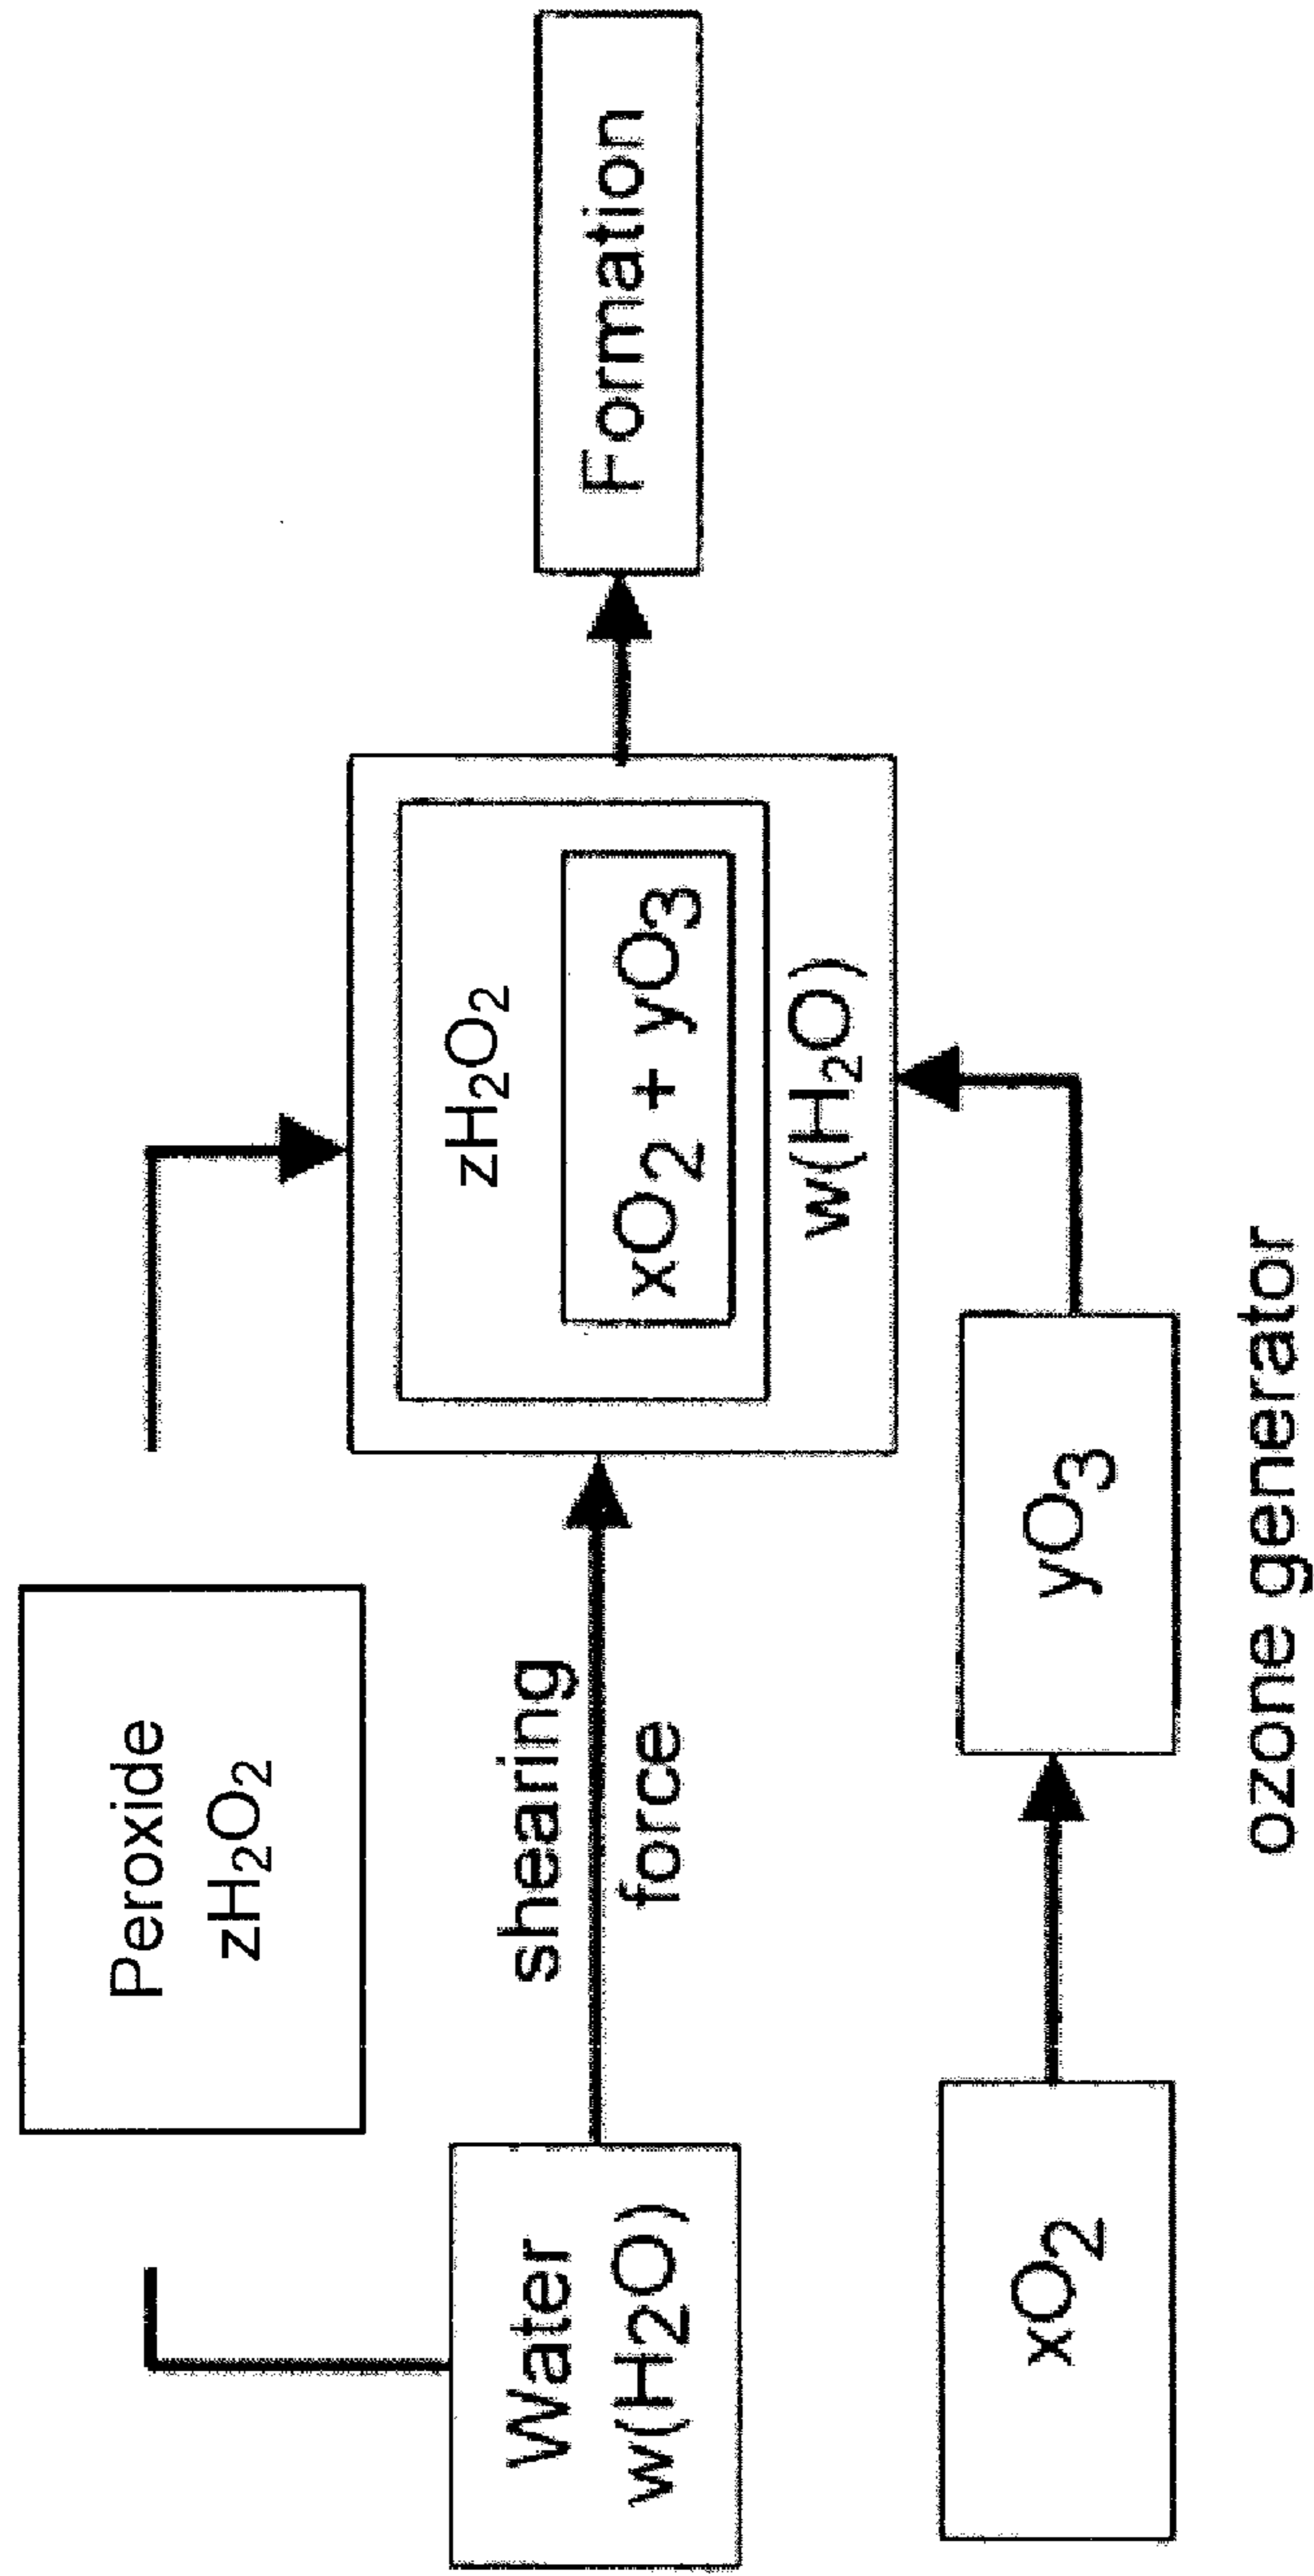 Peroxide
zH₂O₂
Water
w(H₂O)
shearing
force
zH₂O₂
xO₂ + yO₃
w(H₂O)
Formation
xO₂
yO₃
ozone generator